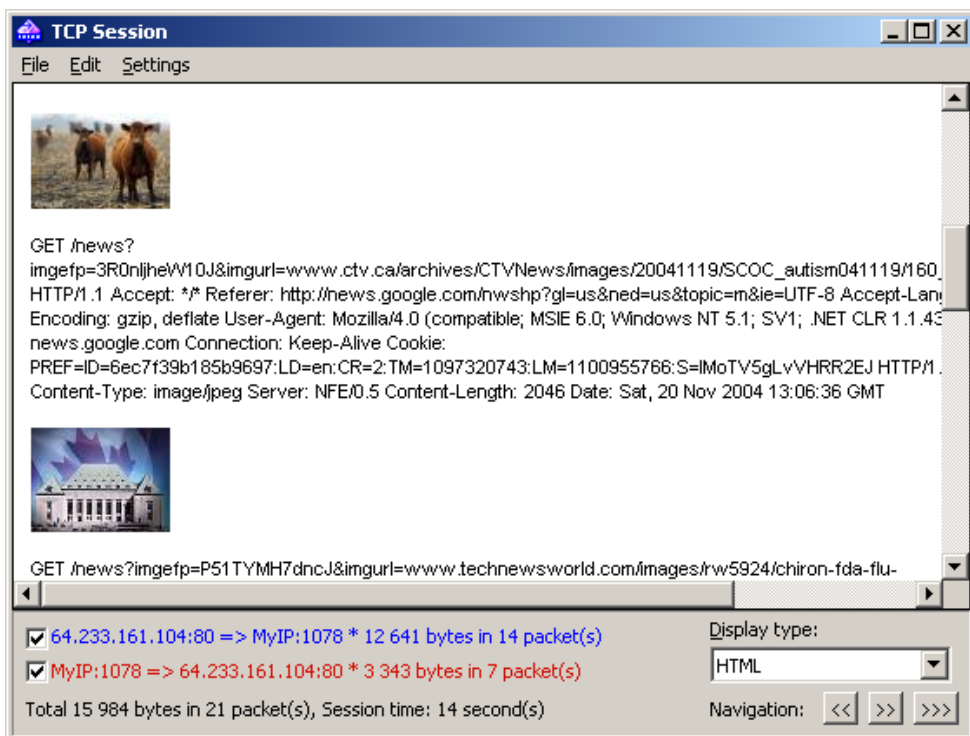 TCP Session
File Edit Settings
GET /news?
imgefp=3R0nljheW10J&imgurl=www.ctv.ca/archives/CTVNews/images/20041119/SCOC_autism041119/160_
HTTP/1.1 Accept: */* Referer: http://news.google.com/nwshp?gl=us&ned=us&topic=m&ie=UTF-8 Accept-Lan
Encoding: gzip, deflate User-Agent: Mozilla/4.0 (compatible; MSIE 6.0; Windows NT 5.1; SV1; .NET CLR 1.1.43
news.google.com Connection: Keep-Alive Cookie:
PREF=ID=6ec7f39b185b9697:LD=en:CR=2:TM=1097320743:LM=1100955766:S=lMoTV5gLvVHRR2EJ HTTP/1.
Content-Type: image/jpeg Server: NFE/0.5 Content-Length: 2046 Date: Sat, 20 Nov 2004 13:06:36 GMT
GET /news?imgefp=P51TYMH7dncJ&imgurl=www.technewsworld.com/images/rw5924/chiron-fda-flu-
64.233.161.104:80 => MyIP:1078 * 12 641 bytes in 14 packet(s)
MyIP:1078 => 64.233.161.104:80 * 3 343 bytes in 7 packet(s)
Total 15 984 bytes in 21 packet(s), Session time: 14 second(s)
Display type:
HTML
Navigation: << >> >>>